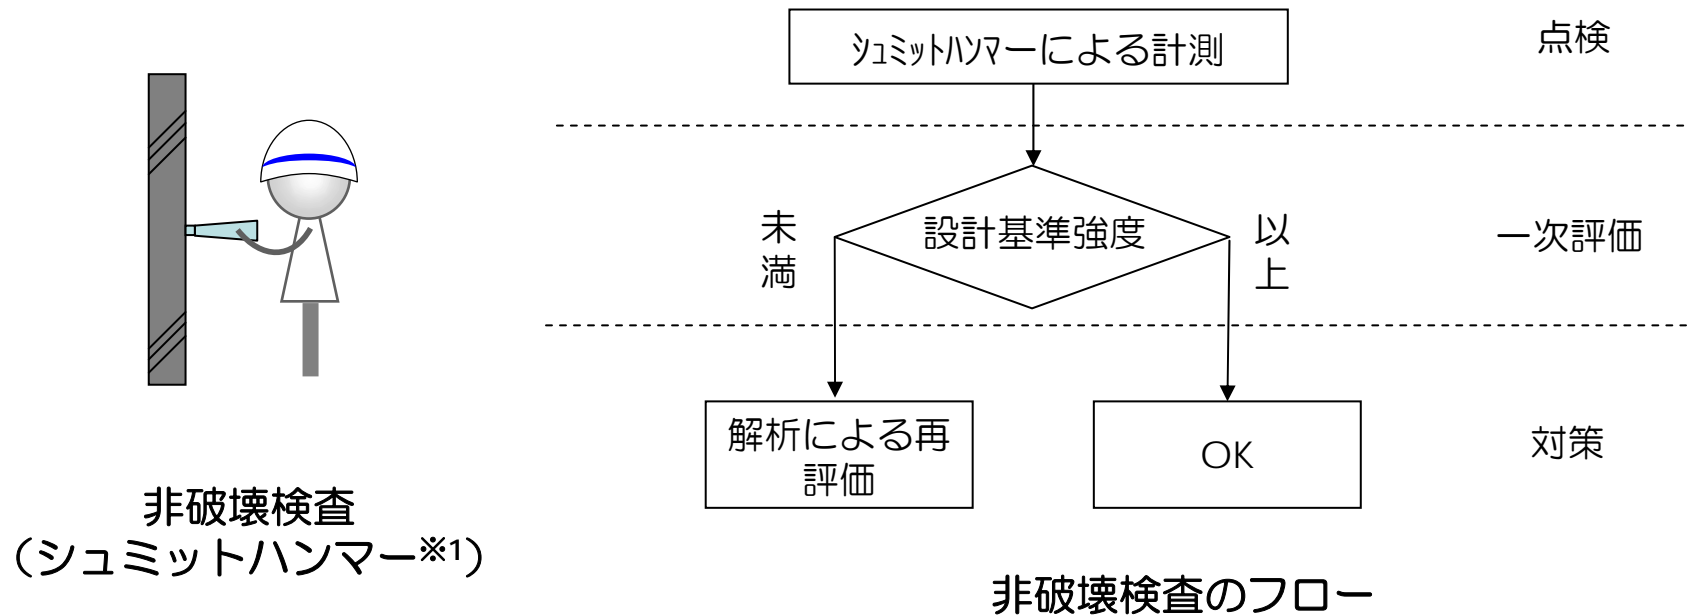 ｼｭﾐｯﾄﾊﾝﾏｰによる計測
点検
設計基準強度
未満
以上
一次評価
解析による再
評価
OK
対策
非破壊検査
（シュミットハンマー※1）
非破壊検査のフロー